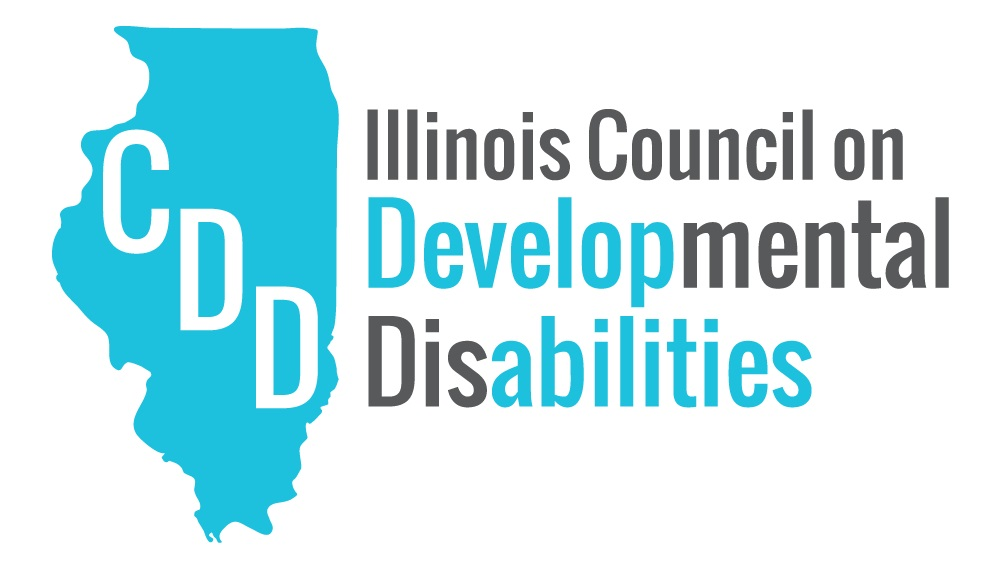 CDD
Illinois Council on
Developmental
Disabilities